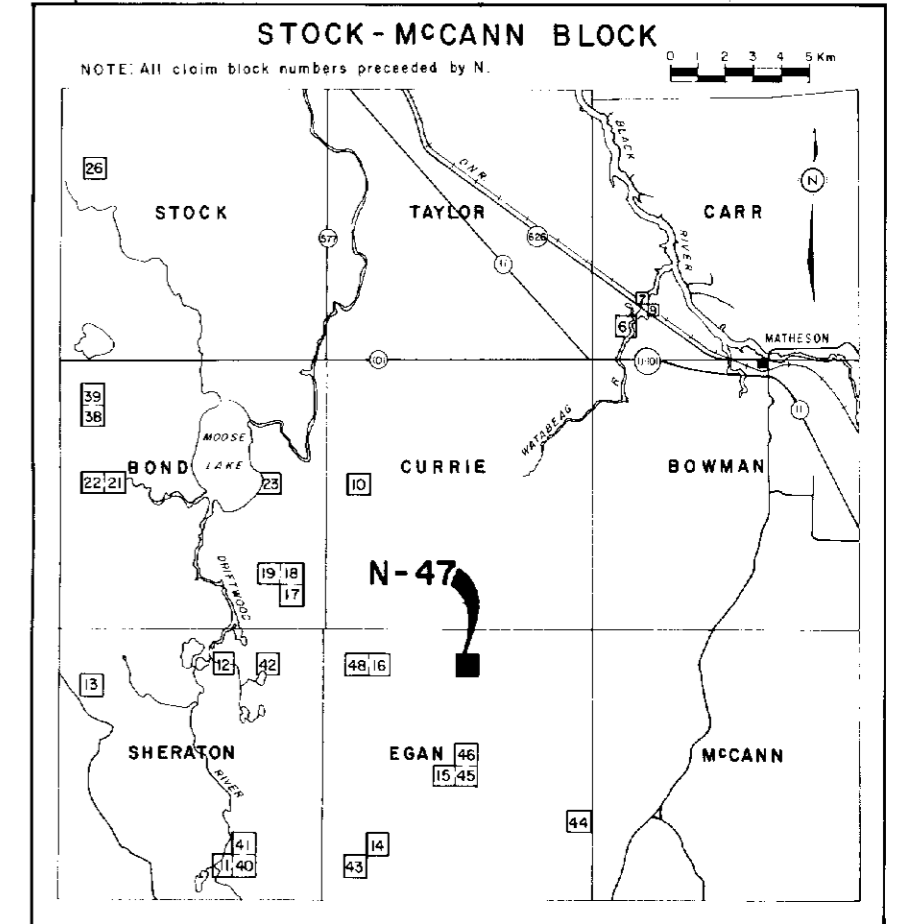 STOCK-McCANN BLOCK
NOTE: All claim block numbers preceeded by N.
0 1 2 3 4 5 Km
BLACK
26
O.N.R.
N
STOCK
TAYLOR
CARR
577
626
RIVER
11
7
9
6
MATHESON
101
11-101
39
R.
11
38
MOOSE
WATABEAG
LAKE
BOND
CURRIE
BOWMAN
22 21
23
10
DRIFTWOOD
19 18
N-47
17
12
42
48 16
13
SHERATON
EGAN
46
McCANN
15 45
RIVER
44
41
14
11 40
43